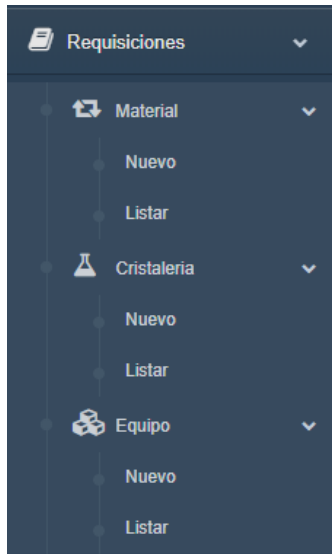 Requisiciones
Material
Nuevo
Listar
Cristaleria
Nuevo
Listar
Equipo
Nuevo
Listar